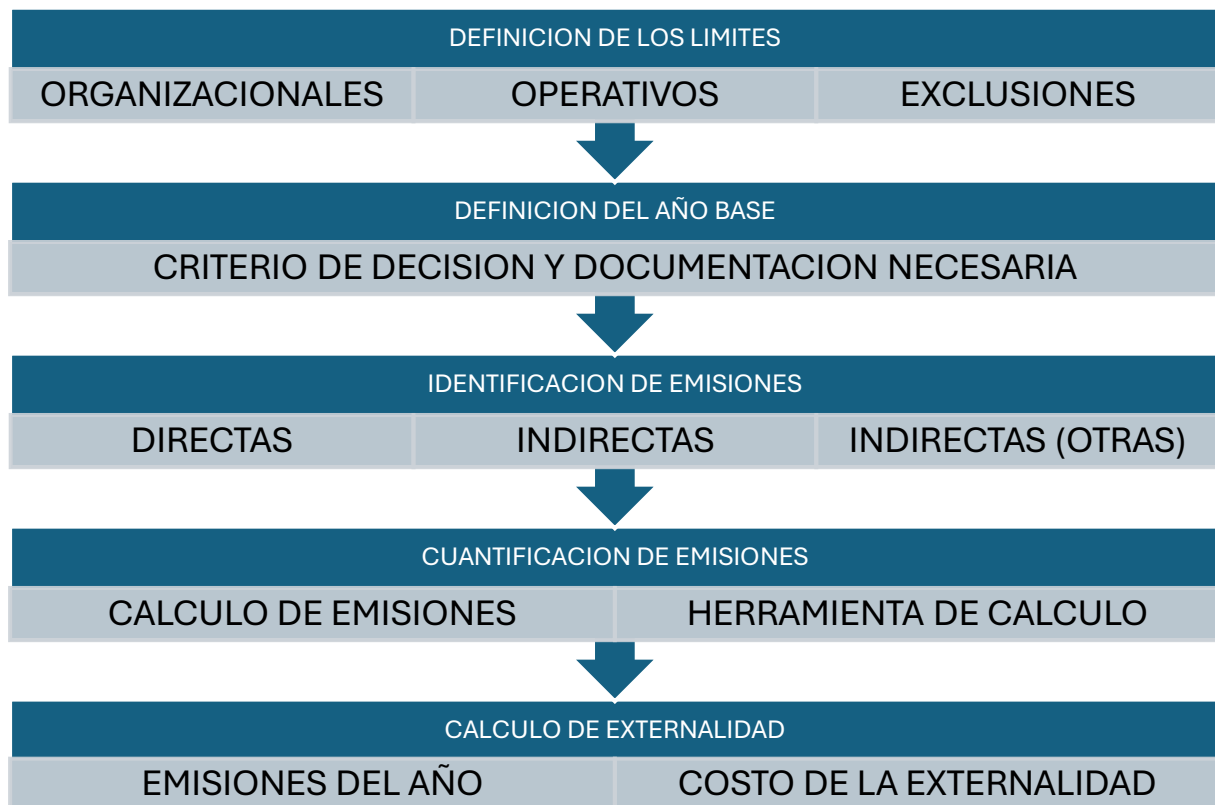 DEFINICION DE LOS LIMITES
ORGANIZACIONALES
OPERATIVOS
EXCLUSIONES
DEFINICION DEL AÑO BASE
CRITERIO DE DECISION Y DOCUMENTACION NECESARIA
IDENTIFICACION DE EMISIONES
DIRECTAS
INDIRECTAS
INDIRECTAS (OTRAS)
CUANTIFICACION DE EMISIONES
CALCULO DE EMISIONES
HERRAMIENTA DE CALCULO
CALCULO DE EXTERNALIDAD
EMISIONES DEL AÑO
COSTO DE LA EXTERNALIDAD